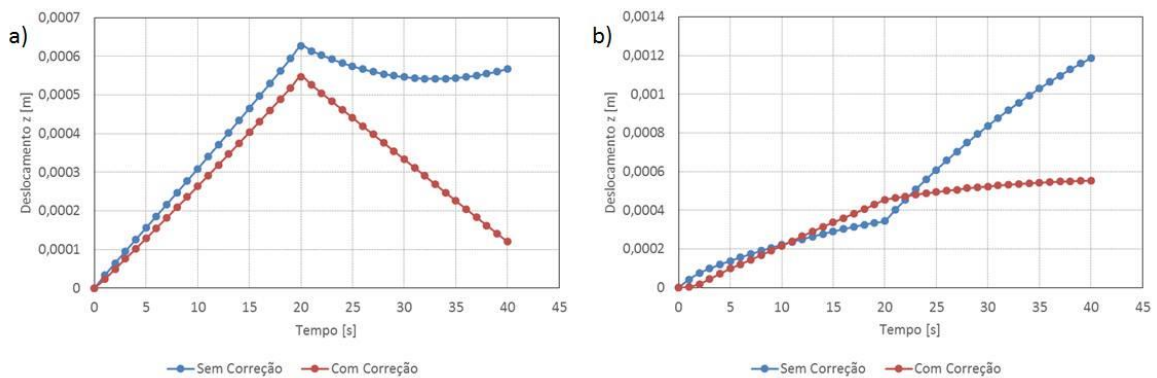 a)
0,0007
0,0006
0,0005
0,0004
0,0003
0,0002
0,0001
0
Deslocamento z [m]
0 5 10 15 20 25 30 35 40 45
Tempo [s]
Sem Correção Com Correção
b)
0,0014
0,0012
0,001
0,0008
0,0006
0,0004
0,0002
0
Deslocamento z [m]
0 5 10 15 20 25 30 35 40 45
Tempo [s]
Sem Correção Com Correção